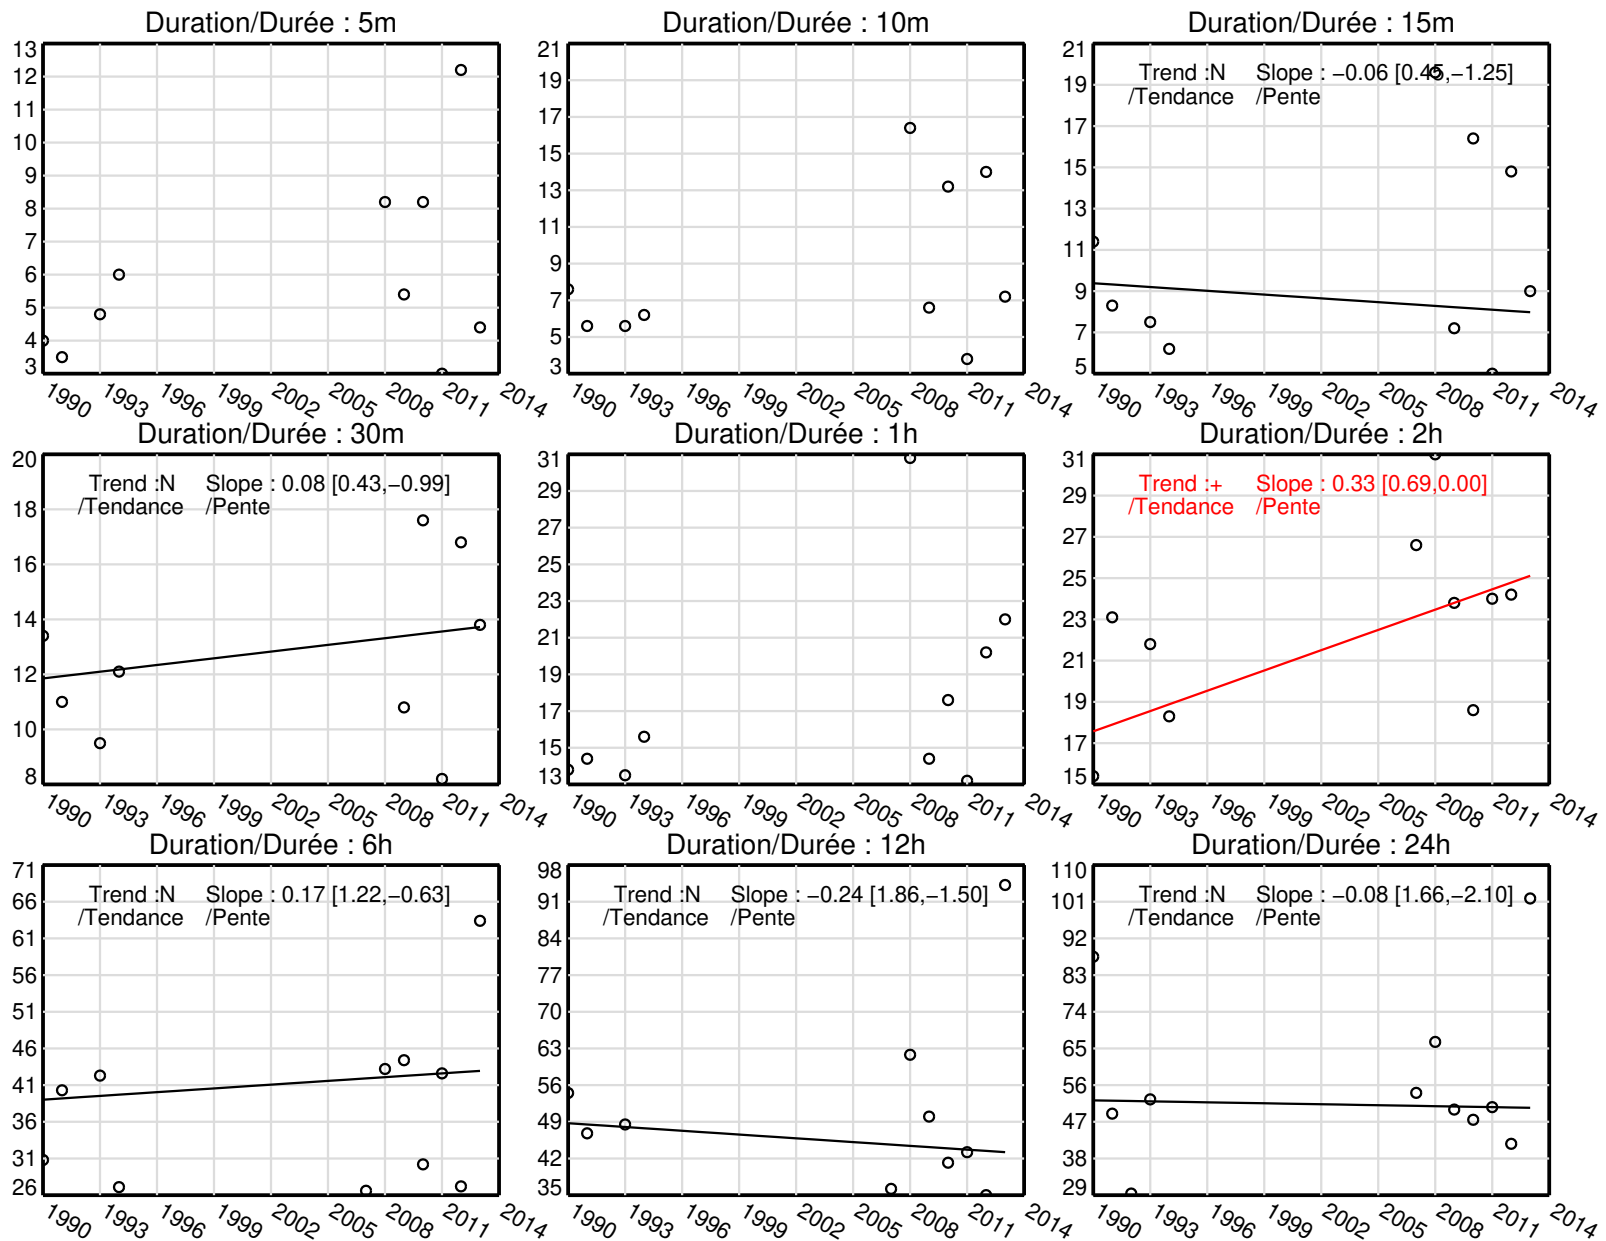 Duration/Durée : 5m
13
12
11
10
9
8
7
6
5
4
3
1990 1993 1996 1999 2002 2005 2008 2011 2014
Duration/Durée : 10m
21
19
17
15
13
11
9
7
5
3
1990 1993 1996 1999 2002 2005 2008 2011 2014
Duration/Durée : 15m
Trend :N Slope : −0.06 [0.45,−1.25]
/Tendance /Pente
21
19
17
15
13
11
9
7
5
1990 1993 1996 1999 2002 2005 2008 2011 2014
Duration/Durée : 30m
Trend :N Slope : 0.08 [0.43,−0.99]
/Tendance /Pente
20
18
16
14
12
10
8
1990 1993 1996 1999 2002 2005 2008 2011 2014
Duration/Durée : 1h
31
29
27
25
23
21
19
17
15
13
1990 1993 1996 1999 2002 2005 2008 2011 2014
Duration/Durée : 2h
Trend :+ Slope : 0.33 [0.69,0.00]
/Tendance /Pente
31
29
27
25
23
21
19
17
15
1990 1993 1996 1999 2002 2005 2008 2011 2014
Duration/Durée : 6h
Trend :N Slope : 0.17 [1.22,−0.63]
/Tendance /Pente
71
66
61
56
51
46
41
36
31
26
1990 1993 1996 1999 2002 2005 2008 2011 2014
Duration/Durée : 12h
Trend :N Slope : −0.24 [1.86,−1.50]
/Tendance /Pente
98
91
84
77
70
63
56
49
42
35
1990 1993 1996 1999 2002 2005 2008 2011 2014
Duration/Durée : 24h
Trend :N Slope : −0.08 [1.66,−2.10]
/Tendance /Pente
110
101
92
83
74
65
56
47
38
29
1990 1993 1996 1999 2002 2005 2008 2011 2014